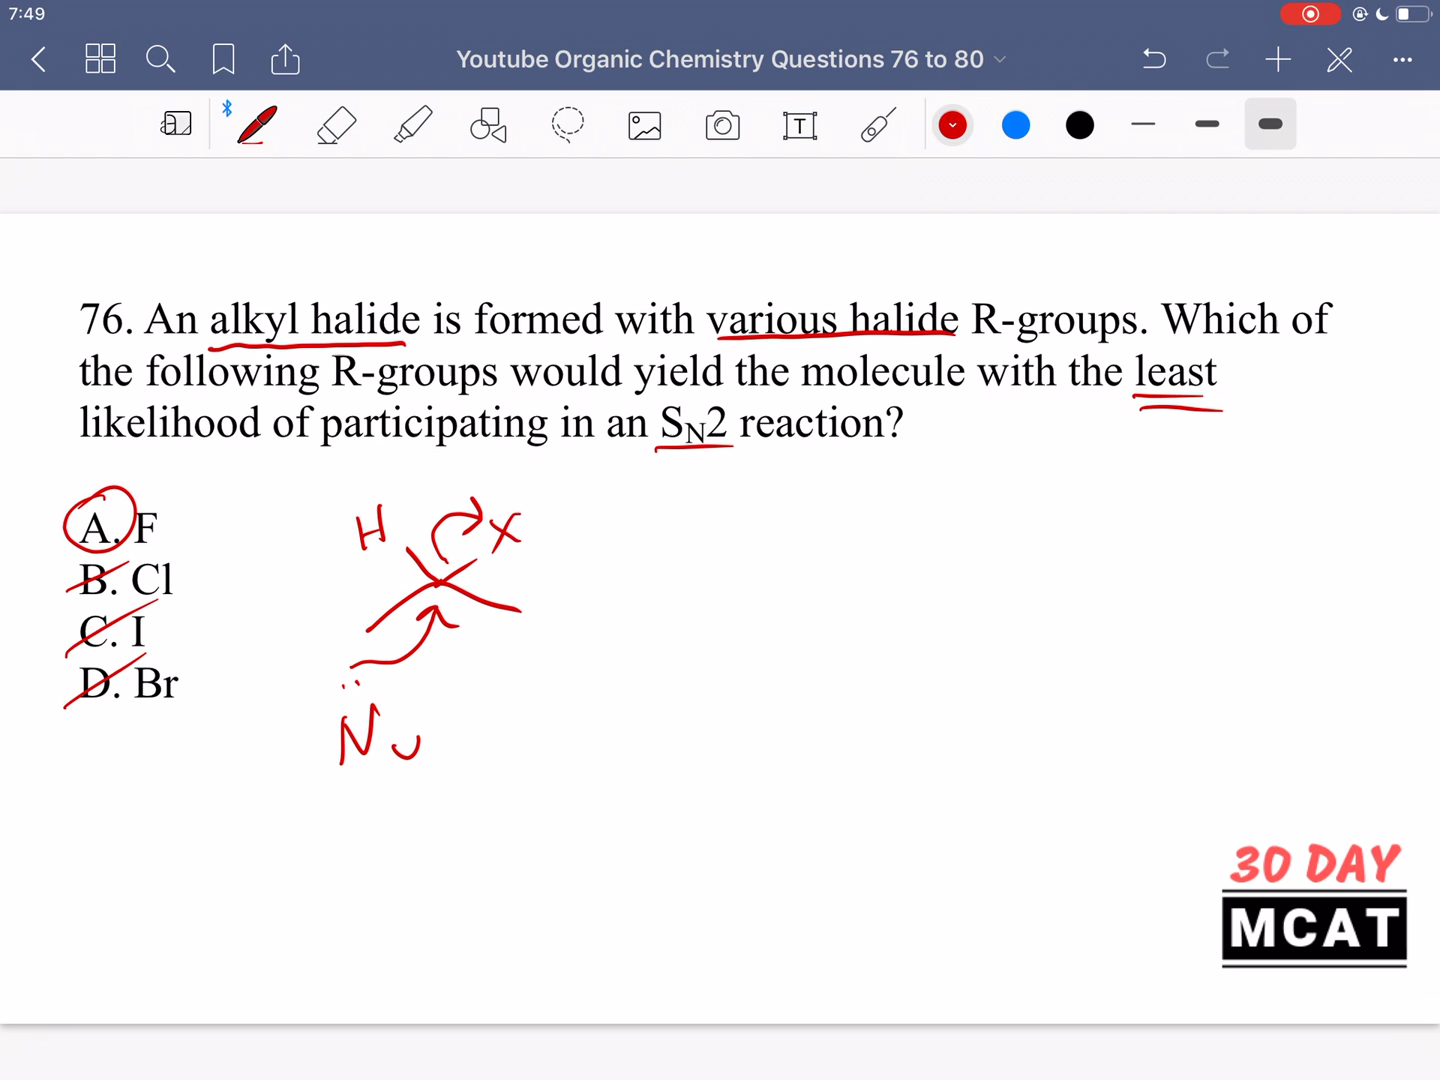 7:49
Youtube Organic Chemistry Questions 76 to 80
T
76. An alkyl halide is formed with various halide R-groups. Which of
the following R-groups would yield the molecule with the least
likelihood of participating in an SN2 reaction?
A. F
B. Cl
C. I
D. Br
H X
Nu
30 DAY
MCAT